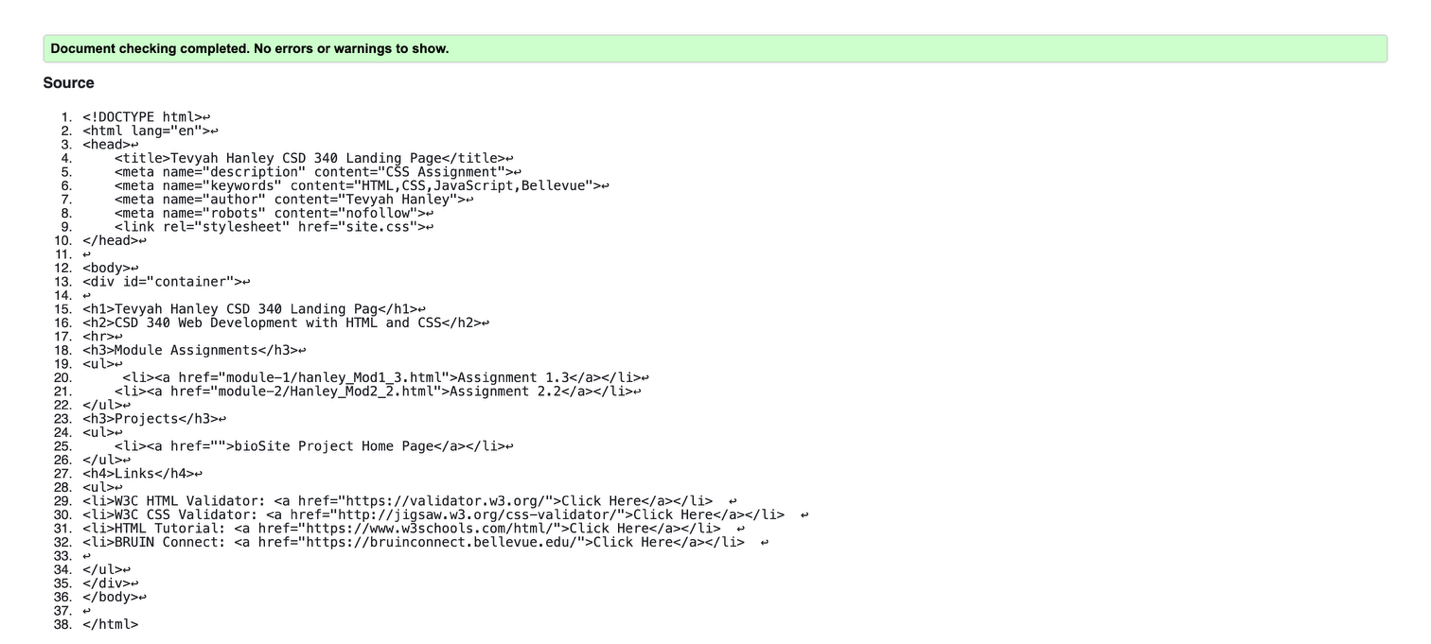 Document checking completed. No errors or warnings to show.
Source
1. <!DOCTYPE html>↩
2. <html lang="en">↩
3. <head>↩
4.     <title>Tevyah Hanley CSD 340 Landing Page</title>↩
5.     <meta name="description" content="CSS Assignment">↩
6.     <meta name="keywords" content="HTML,CSS,JavaScript,Bellevue">↩
7.     <meta name="author" content="Tevyah Hanley">↩
8.     <meta name="robots" content="nofollow">↩
9.     <link rel="stylesheet" href="site.css">↩
10. </head>↩
11. ↩
12. <body>↩
13. <div id="container">↩
14. ↩
15. <h1>Tevyah Hanley CSD 340 Landing Pag</h1>↩
16. <h2>CSD 340 Web Development with HTML and CSS</h2>↩
17. <hr>↩
18. <h3>Module Assignments</h3>↩
19. <ul>↩
20.      <li><a href="module-1/hanley_Mod1_3.html">Assignment 1.3</a></li>↩
21.     <li><a href="module-2/Hanley_Mod2_2.html">Assignment 2.2</a></li>↩
22. </ul>↩
23. <h3>Projects</h3>↩
24. <ul>↩
25.     <li><a href="">bioSite Project Home Page</a></li>↩
26. </ul>↩
27. <h4>Links</h4>↩
28. <ul>↩
29. <li>W3C HTML Validator: <a href="https://validator.w3.org/">Click Here</a></li>  ↩
30. <li>W3C CSS Validator: <a href="http://jigsaw.w3.org/css-validator/">Click Here</a></li>  ↩
31. <li>HTML Tutorial: <a href="https://www.w3schools.com/html/">Click Here</a></li>  ↩
32. <li>BRUIN Connect: <a href="https://bruinconnect.bellevue.edu/">Click Here</a></li>  ↩
33. ↩
34. </ul>↩
35. </div>↩
36. </body>↩
37. ↩
38. </html>